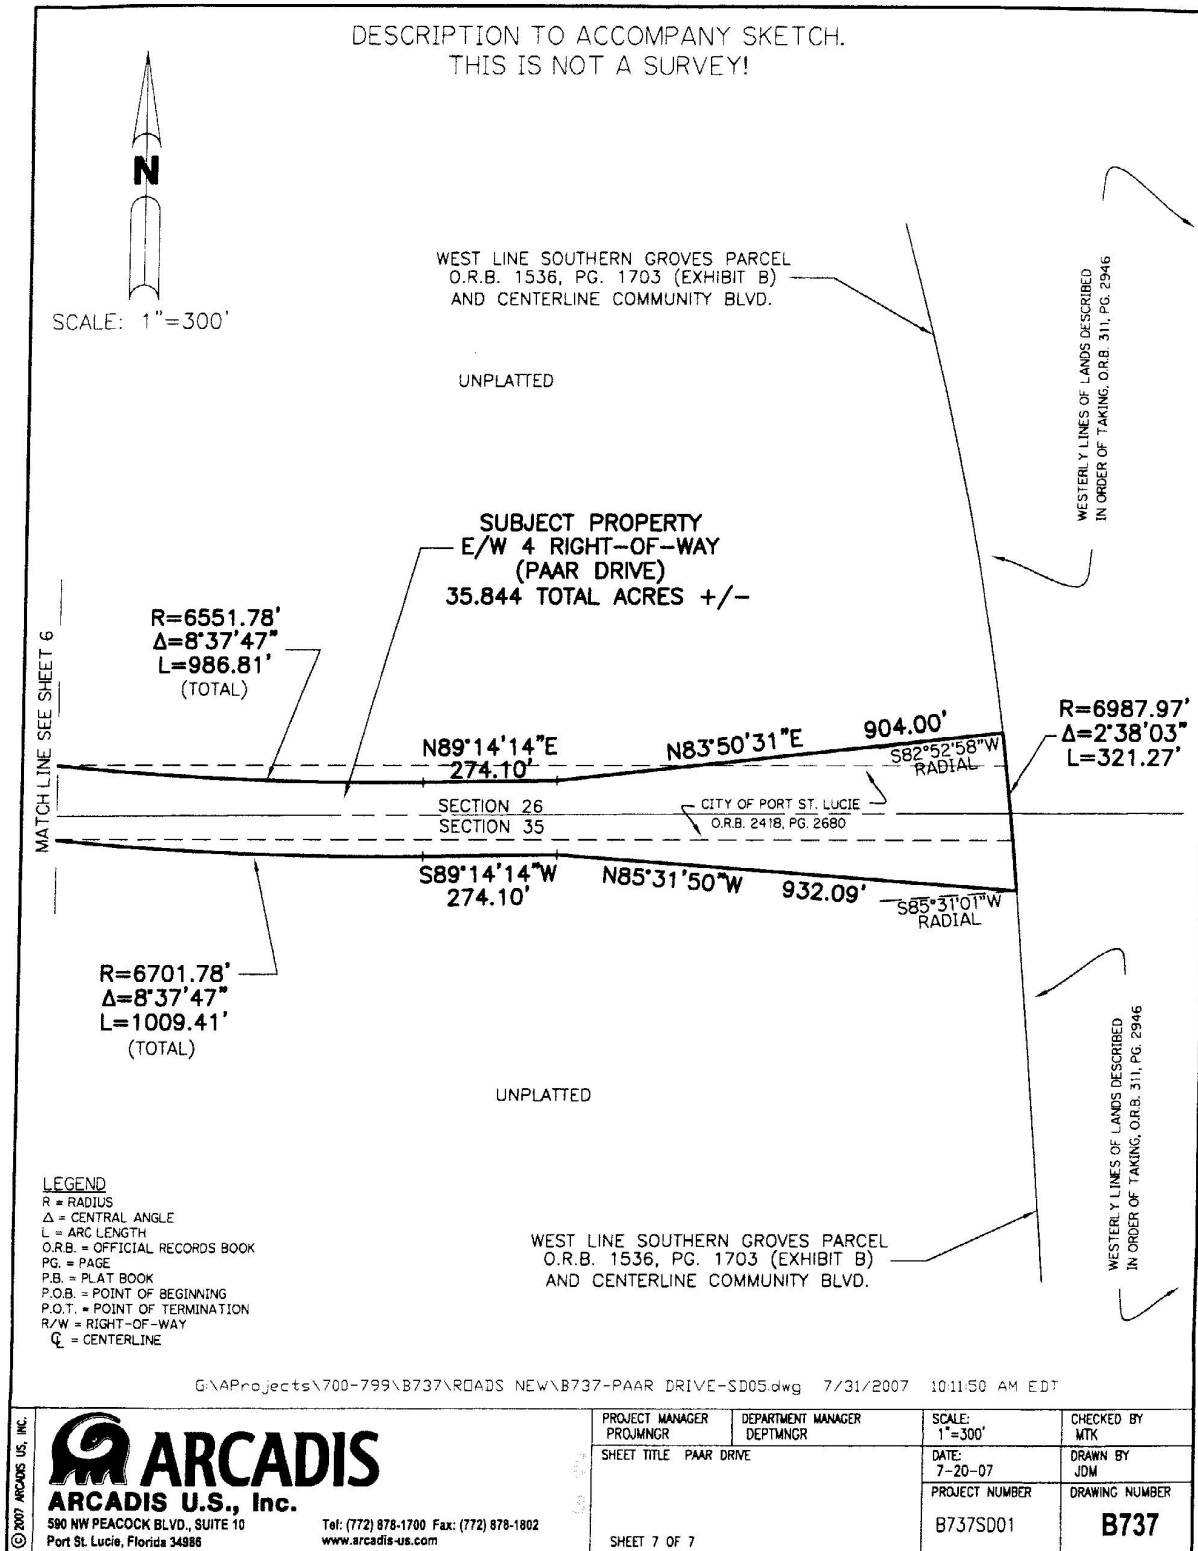 DESCRIPTION TO ACCOMPANY SKETCH.
THIS IS NOT A SURVEY!
N
SCALE: 1"=300'
WEST LINE SOUTHERN GROVES PARCEL
O.R.B. 1536, PG. 1703 (EXHIBIT B)
AND CENTERLINE COMMUNITY BLVD.
WESTERLY LINES OF LANDS DESCRIBED
IN ORDER OF TAKING, O.R.B. 311, PG. 2946
UNPLATTED
SUBJECT PROPERTY
E/W 4 RIGHT-OF-WAY
(PAAR DRIVE)
35.844 TOTAL ACRES +/-
MATCH LINE SEE SHEET 6
R=6551.78'
Δ=8°37'47"
L=986.81'
(TOTAL)
N89°14'14"E
274.10'
N83°50'31"E
904.00'
S82°52'58"W
RADIAL
R=6987.97'
Δ=2°38'03"
L=321.27'
SECTION 26
SECTION 35
CITY OF PORT ST. LUCIE
O.R.B. 2418, PG. 2680
S89°14'14"W
274.10'
N85°31'50"W
932.09'
S85°31'01"W
RADIAL
R=6701.78'
Δ=8°37'47"
L=1009.41'
(TOTAL)
UNPLATTED
WESTERLY LINES OF LANDS DESCRIBED
IN ORDER OF TAKING, O.R.B. 311, PG. 2946
LEGEND
R = RADIUS
Δ = CENTRAL ANGLE
L = ARC LENGTH
O.R.B. = OFFICIAL RECORDS BOOK
PG. = PAGE
P.B. = PLAT BOOK
P.O.B. = POINT OF BEGINNING
P.O.T. = POINT OF TERMINATION
R/W = RIGHT-OF-WAY
℄ = CENTERLINE
WEST LINE SOUTHERN GROVES PARCEL
O.R.B. 1536, PG. 1703 (EXHIBIT B)
AND CENTERLINE COMMUNITY BLVD.
G:\AProjects\700-799\B737\ROADS NEW\B737-PAAR DRIVE-SD05.dwg 7/31/2007 10:11:50 AM EDT
© 2007 ARCADIS US, INC.
ARCADIS
ARCADIS U.S., Inc.
590 NW PEACOCK BLVD., SUITE 10
Port St. Lucie, Florida 34986
Tel: (772) 878-1700 Fax: (772) 878-1802
www.arcadis-us.com
PROJECT MANAGER
PROJMNGR
DEPARTMENT MANAGER
DEPTMNGR
SHEET TITLE PAAR DRIVE
SHEET 7 OF 7
SCALE:
1"=300'
CHECKED BY
MTK
DATE:
7-20-07
DRAWN BY
JDM
PROJECT NUMBER
B737SD01
DRAWING NUMBER
B737